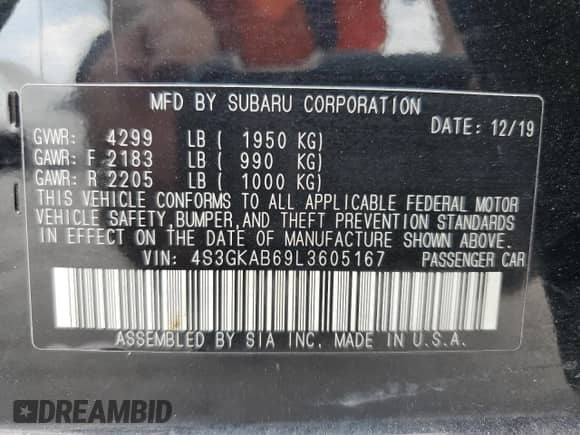 MFD BY SUBARU CORPORATION
DATE: 12/19
GVWR: 4299 LB ( 1950 KG)
GAWR: F 2183 LB ( 990 KG)
GAWR: R 2205 LB ( 1000 KG)
THIS VEHICLE CONFORMS TO ALL APPLICABLE FEDERAL MOTOR
VEHICLE SAFETY,BUMPER,AND THEFT PREVENTION STANDARDS
IN EFFECT ON THE DATE OF MANUFACTURE SHOWN ABOVE.
VIN: 4S3GKAB69L3605167 PASSENGER CAR
ASSEMBLED BY SIA INC. MADE IN U.S.A.
DREAMBID